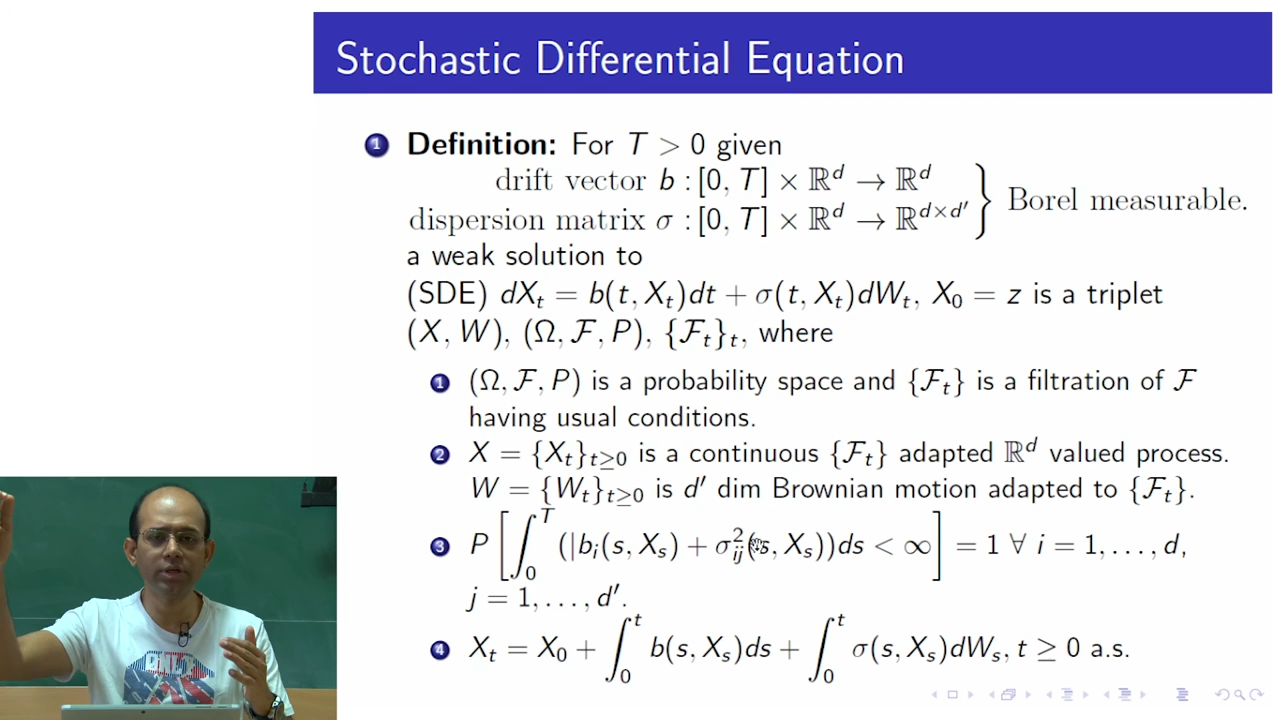 Stochastic Differential Equation
1 Definition: For T > 0 given
drift vector b : [0, T] × ℝᵈ → ℝᵈ
dispersion matrix σ : [0, T] × ℝᵈ → ℝᵈˣᵈ′ } Borel measurable.
a weak solution to
(SDE) dXₜ = b(t, Xₜ)dt + σ(t, Xₜ)dWₜ, X₀ = z is a triplet
(X, W), (Ω, ℱ, P), {ℱₜ}ₜ, where
1 (Ω, ℱ, P) is a probability space and {ℱₜ} is a filtration of ℱ
having usual conditions.
2 X = {Xₜ}ₜ≥₀ is a continuous {ℱₜ} adapted ℝᵈ valued process.
W = {Wₜ}ₜ≥₀ is d′ dim Brownian motion adapted to {ℱₜ}.
3 P [∫₀ᵀ (|bᵢ(s, Xₛ) + σ²ᵢⱼ(s, Xₛ))ds < ∞] = 1 ∀ i = 1, . . . , d,
j = 1, . . . , d′.
4 Xₜ = X₀ + ∫₀ᵗ b(s, Xₛ)ds + ∫₀ᵗ σ(s, Xₛ)dWₛ, t ≥ 0 a.s.